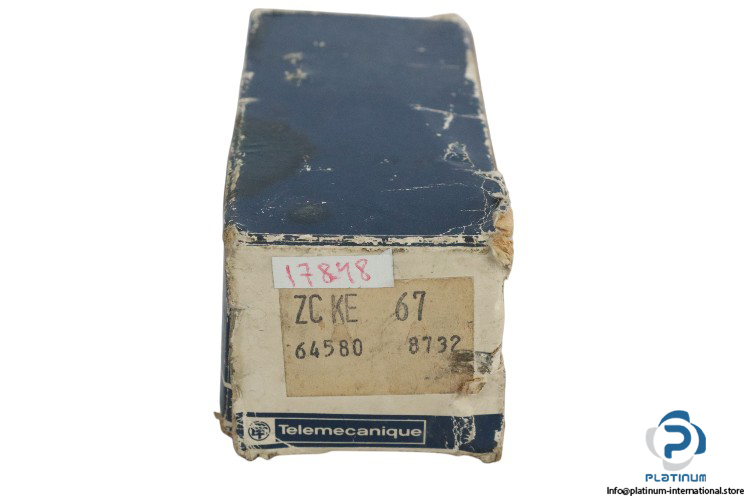 17848
ZC KE 67
64580 8732
Telemecanique
PLATINUM
Info@platinum-international.store